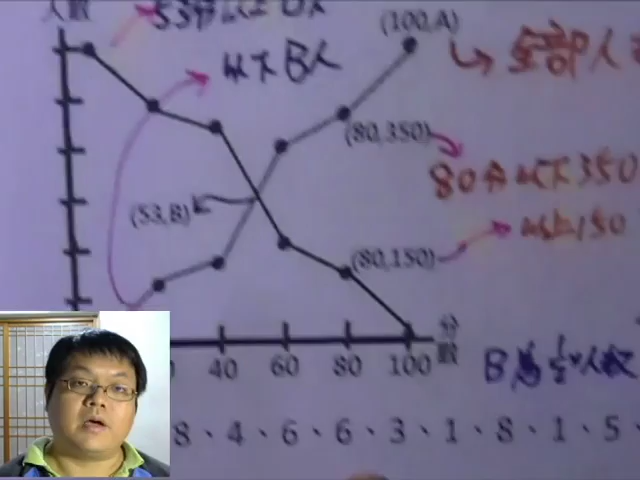 人數
53分以上B人
以下B人
(100,A)
全部人
(80,350)
80分以下350
(53,B)
(80,150)
以上150
40 60 80 100
分數
B為½人數
8、4、6、6、3、1、8、1、5、